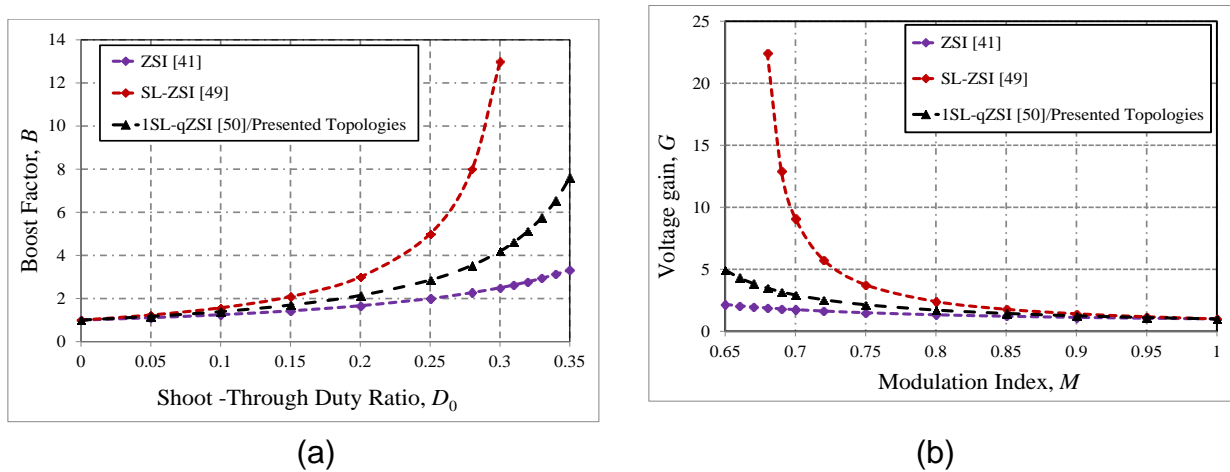 14
12
10
8
6
4
2
0
Boost Factor, B
ZSI [41]
SL-ZSI [49]
1SL-qZSI [50]/Presented Topologies
0 0.05 0.1 0.15 0.2 0.25 0.3 0.35
Shoot -Through Duty Ratio, D0
(a)
25
20
15
10
5
0
Voltage gain, G
ZSI [41]
SL-ZSI [49]
1SL-qZSI [50]/Presented Topologies
0.65 0.7 0.75 0.8 0.85 0.9 0.95 1
Modulation Index, M
(b)